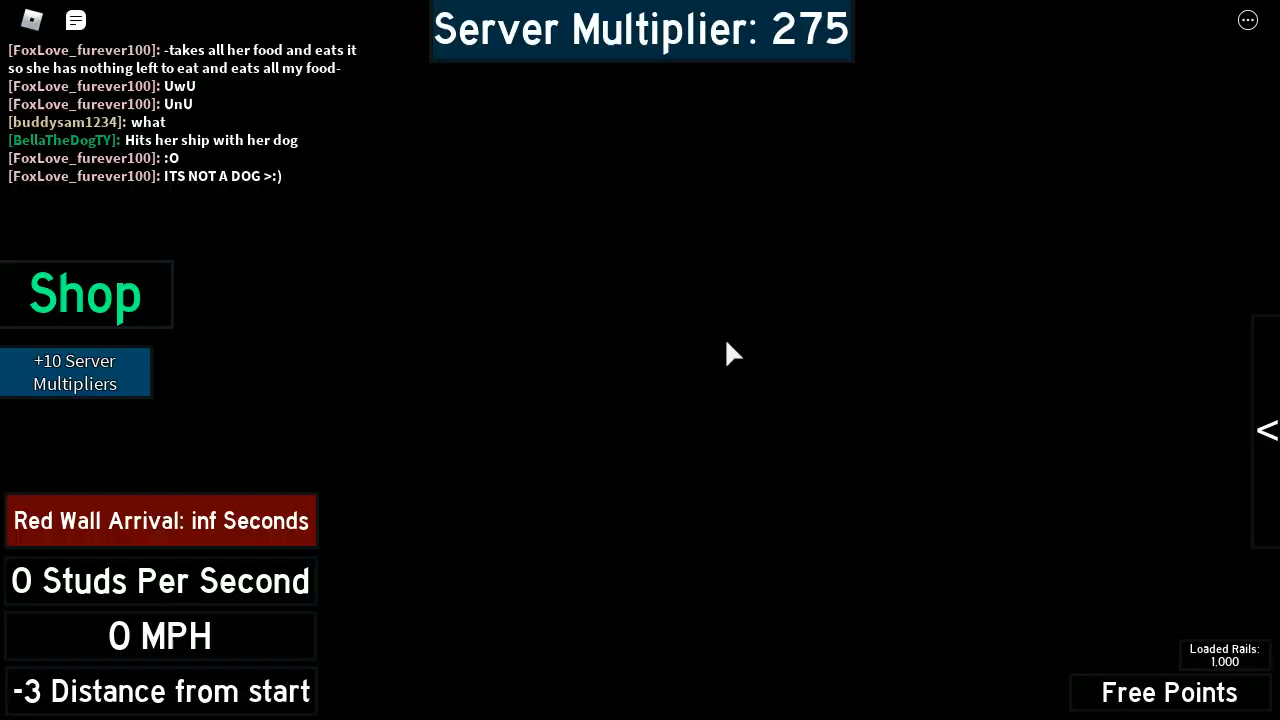 Server Multiplier: 275
[FoxLove_furever100]: -takes all her food and eats it
so she has nothing left to eat and eats all my food-
[FoxLove_furever100]: UwU
[FoxLove_furever100]: UnU
[buddysam1234]: what
[BellaTheDogTY]: Hits her ship with her dog
[FoxLove_furever100]: :O
[FoxLove_furever100]: ITS NOT A DOG >:)
Shop
+10 Server
Multipliers
<
Red Wall Arrival: inf Seconds
0 Studs Per Second
0 MPH
-3 Distance from start
Loaded Rails:
1,000
Free Points